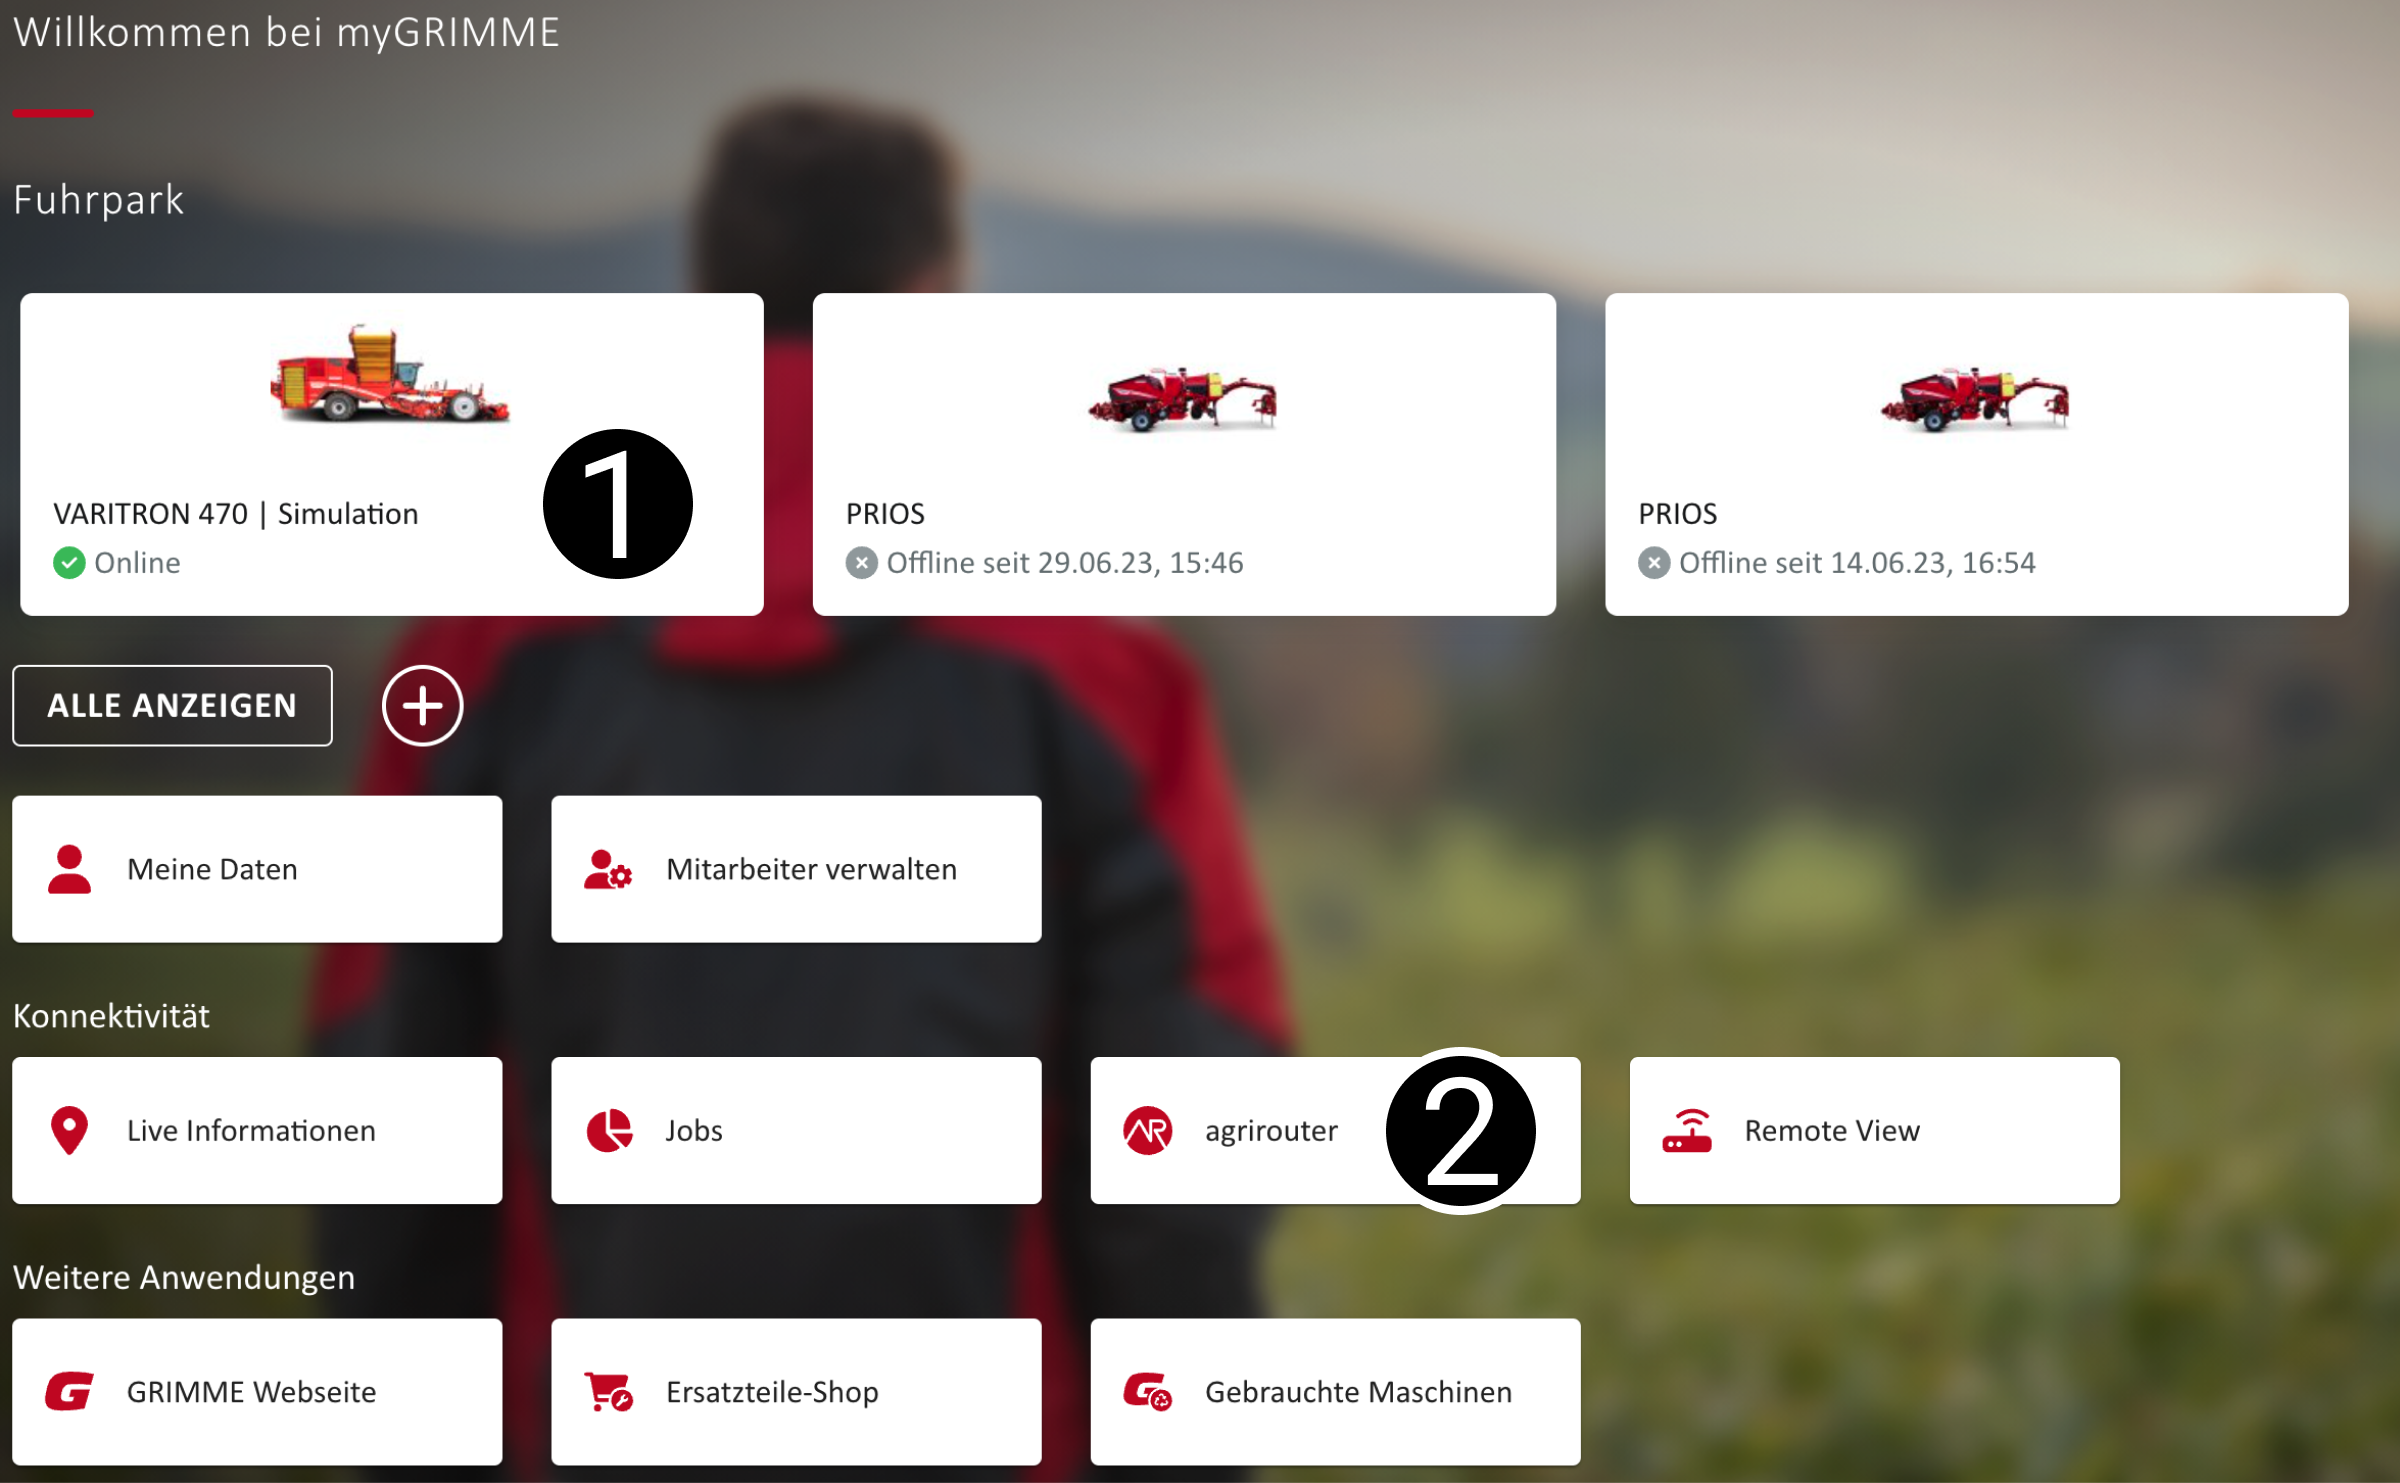 Willkommen bei myGRIMME
Fuhrpark
1
VARITRON 470 | Simulation
Online
PRIOS
Offline seit 29.06.23, 15:46
PRIOS
Offline seit 14.06.23, 16:54
ALLE ANZEIGEN
Meine Daten
Mitarbeiter verwalten
Konnektivität
Live Informationen
Jobs
AR agrirouter
2
Remote View
Weitere Anwendungen
G GRIMME Webseite
Ersatzteile-Shop
G Gebrauchte Maschinen